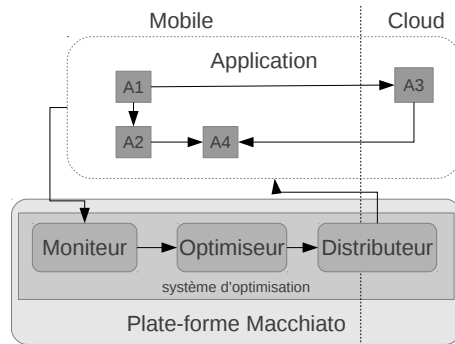 Mobile Cloud
Application
A1 A3
A2 A4
Moniteur Optimiseur Distributeur
système d'optimisation
Plate-forme Macchiato